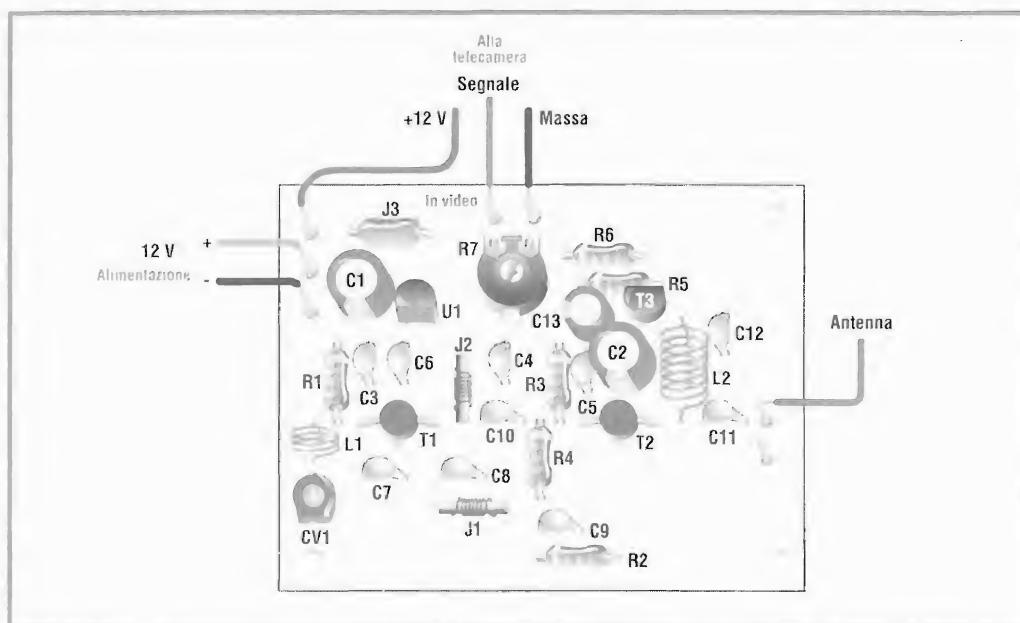 Alla
telecamera
Segnale
+12 V
Massa
In video
J3
R7
R6
12 V
+
Alimentazione
-
C1
U1
R5
T3
C13
C12
Antenna
J2
C2
R1
C3
C6
C4
R3
C5
L2
L1
T1
C10
T2
C11
R4
C7
C8
CV1
J1
C9
R2